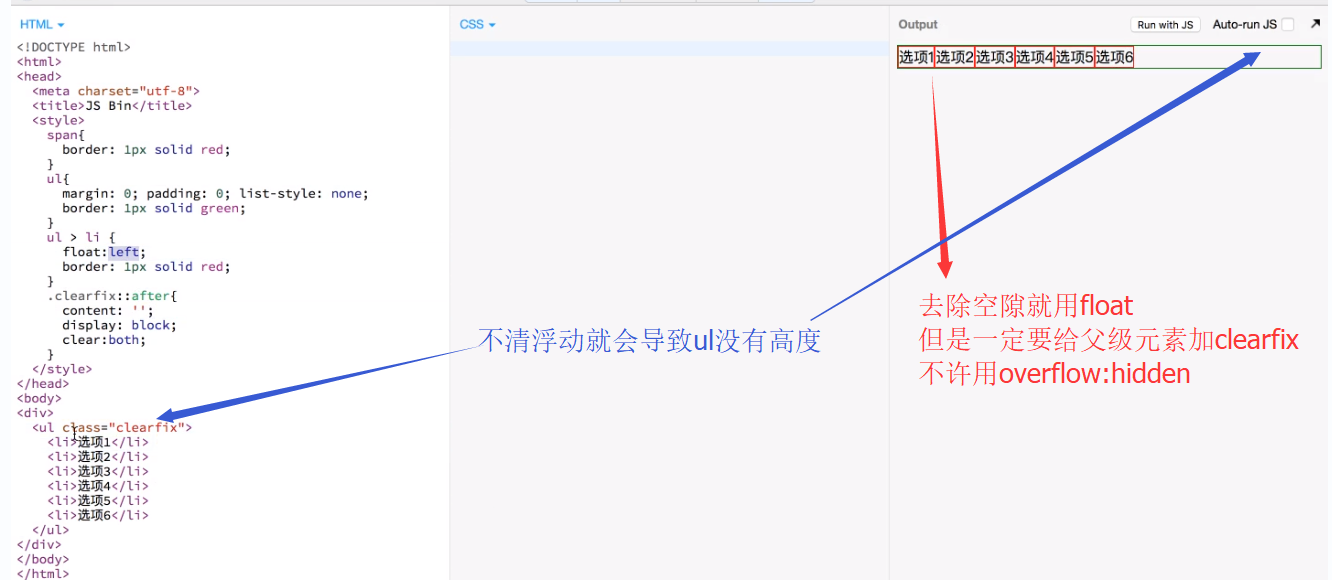 HTML
<!DOCTYPE html>
<html>
<head>
<meta charset="utf-8">
<title>JS Bin</title>
<style>
span{
border: 1px solid red;
}
ul{
margin: 0; padding: 0; list-style: none;
border: 1px solid green;
}
ul > li {
float:left;
border: 1px solid red;
}
.clearfix::after{
content: '';
display: block;
clear:both;
}
</style>
</head>
<body>
<div>
<ul class="clearfix">
<li>选项1</li>
<li>选项2</li>
<li>选项3</li>
<li>选项4</li>
<li>选项5</li>
<li>选项6</li>
</ul>
</div>
</body>
</html>
CSS
不清浮动就会导致ul没有高度
Output
Run with JS
Auto-run JS
选项1选项2选项3选项4选项5选项6
去除空隙就用float
但是一定要给父级元素加clearfix
不许用overflow:hidden